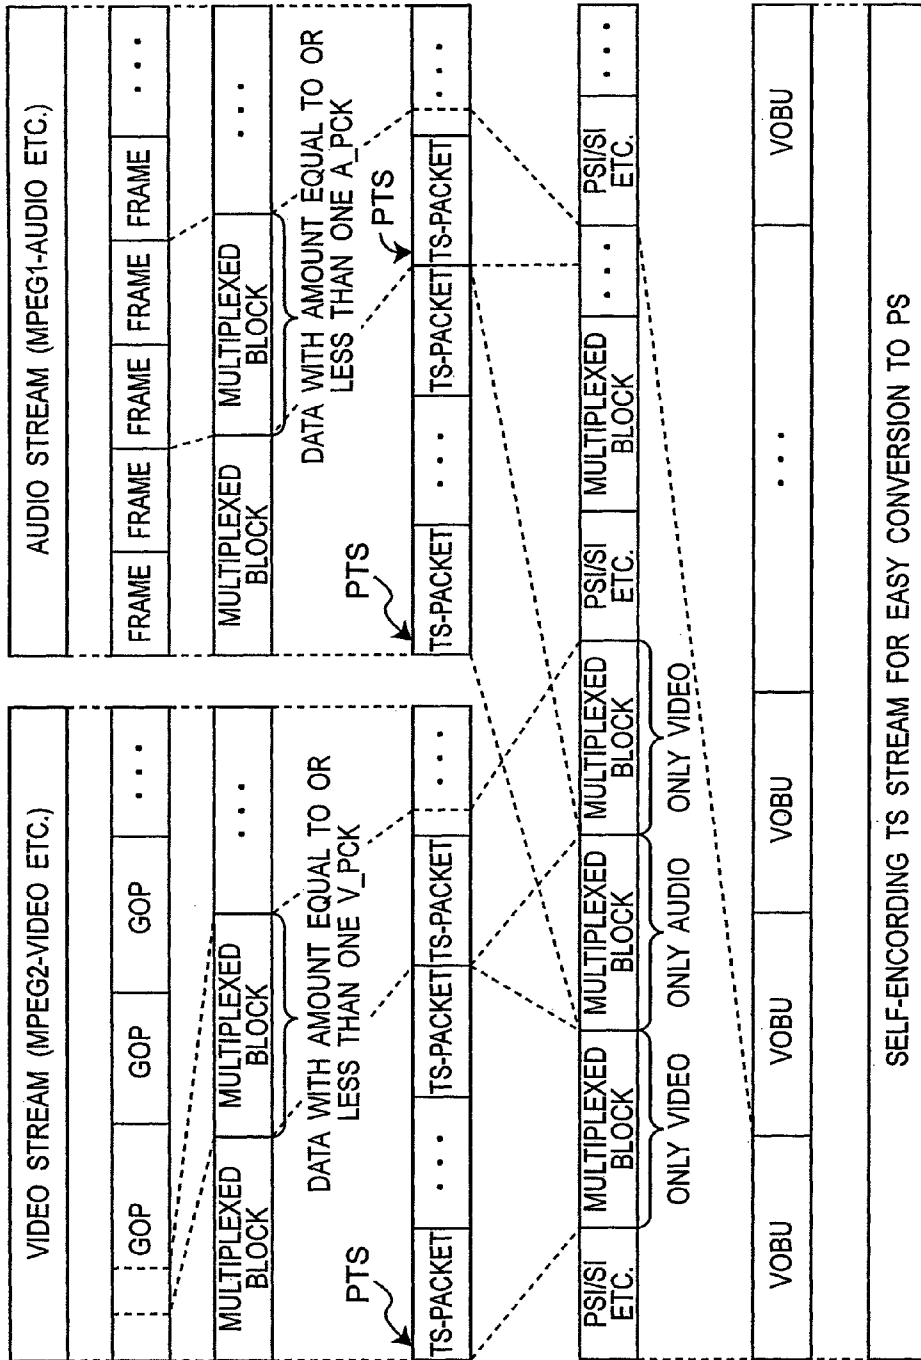 VIDEO STREAM (MPEG2-VIDEO ETC.)
GOP
GOP
GOP
• • •
MULTIPLEXED
BLOCK
MULTIPLEXED
BLOCK
• • •
DATA WITH AMOUNT EQUAL TO OR
LESS THAN ONE V_PCK
PTS
TS-PACKET
• • •
TS-PACKET
TS-PACKET
• • •
AUDIO STREAM (MPEG1-AUDIO ETC.)
FRAME
FRAME
FRAME
FRAME
FRAME
• • •
MULTIPLEXED
BLOCK
MULTIPLEXED
BLOCK
• • •
DATA WITH AMOUNT EQUAL TO OR
LESS THAN ONE A_PCK
PTS
PTS
TS-PACKET
• • •
TS-PACKET
TS-PACKET
• • •
PSI/SI
ETC.
MULTIPLEXED
BLOCK
MULTIPLEXED
BLOCK
MULTIPLEXED
BLOCK
PSI/SI
ETC.
MULTIPLEXED
BLOCK
• • •
PSI/SI
ETC.
• • •
ONLY VIDEO
ONLY AUDIO
ONLY VIDEO
VOBU
VOBU
VOBU
• • •
VOBU
SELF-ENCORDING TS STREAM FOR EASY CONVERSION TO PS